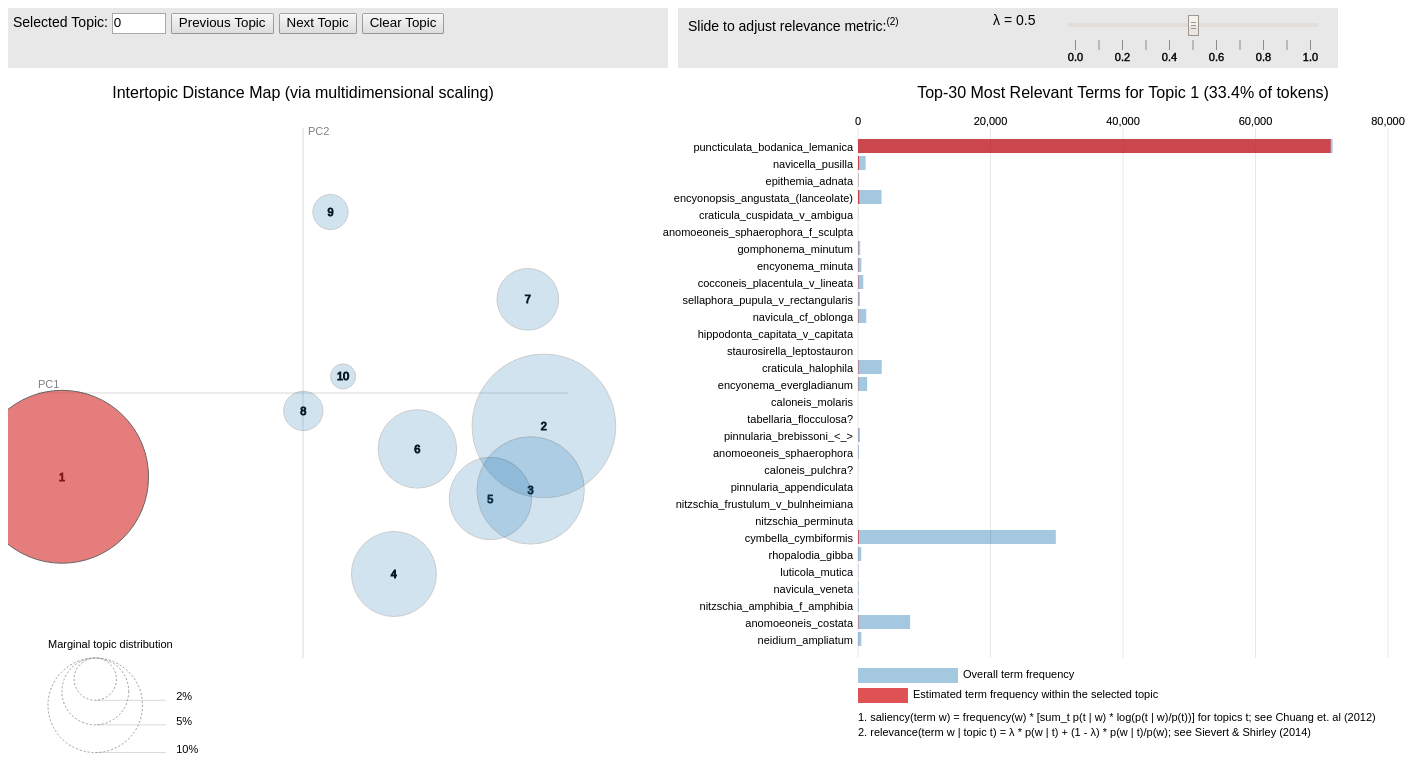 Selected Topic: 0 Previous Topic Next Topic Clear Topic
Slide to adjust relevance metric:(2)
λ = 0.5
0.0 0.2 0.4 0.6 0.8 1.0
Intertopic Distance Map (via multidimensional scaling)
PC2
PC1
9
7
10
8
2
6
1
3
5
4
Marginal topic distribution
2%
5%
10%
Top-30 Most Relevant Terms for Topic 1 (33.4% of tokens)
0 20,000 40,000 60,000 80,000
puncticulata_bodanica_lemanica
navicella_pusilla
epithemia_adnata
encyonopsis_angustata_(lanceolate)
craticula_cuspidata_v_ambigua
anomoeoneis_sphaerophora_f_sculpta
gomphonema_minutum
encyonema_minuta
cocconeis_placentula_v_lineata
sellaphora_pupula_v_rectangularis
navicula_cf_oblonga
hippodonta_capitata_v_capitata
staurosirella_leptostauron
craticula_halophila
encyonema_evergladianum
caloneis_molaris
tabellaria_flocculosa?
pinnularia_brebissoni_<_>
anomoeoneis_sphaerophora
caloneis_pulchra?
pinnularia_appendiculata
nitzschia_frustulum_v_bulnheimiana
nitzschia_perminuta
cymbella_cymbiformis
rhopalodia_gibba
luticola_mutica
navicula_veneta
nitzschia_amphibia_f_amphibia
anomoeoneis_costata
neidium_ampliatum
Overall term frequency
Estimated term frequency within the selected topic
1. saliency(term w) = frequency(w) * [sum_t p(t | w) * log(p(t | w)/p(t))] for topics t; see Chuang et. al (2012)
2. relevance(term w | topic t) = λ * p(w | t) + (1 - λ) * p(w | t)/p(w); see Sievert & Shirley (2014)